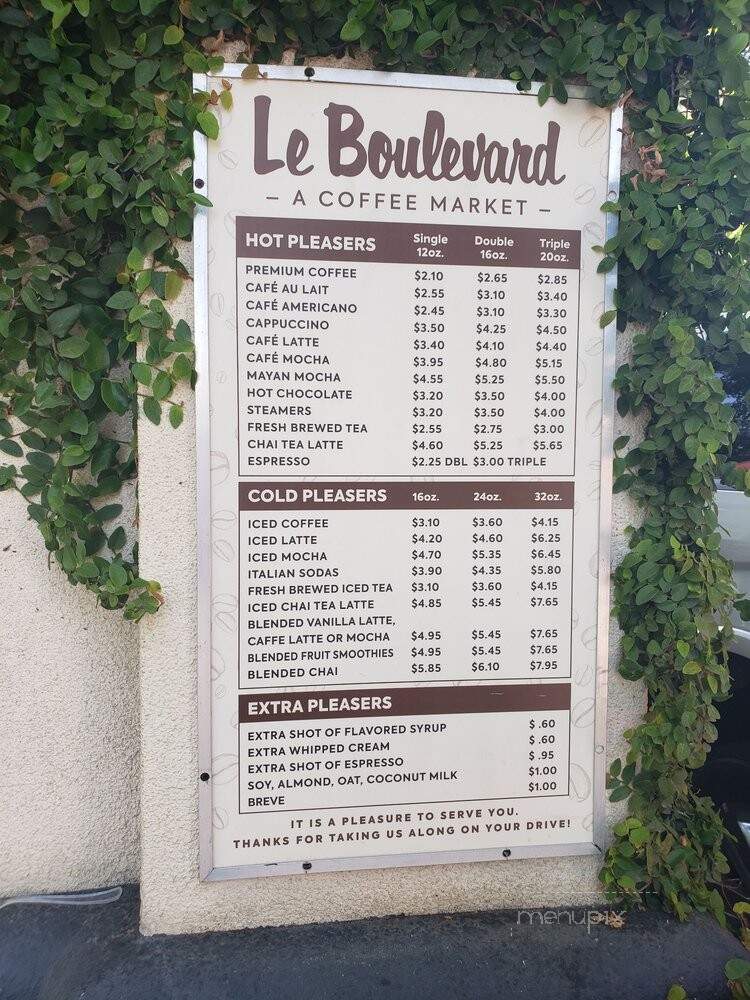 Le Boulevard
– A COFFEE MARKET –
HOT PLEASERS Single 12oz. Double 16oz. Triple 20oz.
PREMIUM COFFEE $2.10 $2.65 $2.85
CAFÉ AU LAIT $2.55 $3.10 $3.40
CAFÉ AMERICANO $2.45 $3.10 $3.30
CAPPUCCINO $3.50 $4.25 $4.50
CAFÉ LATTE $3.40 $4.10 $4.40
CAFÉ MOCHA $3.95 $4.80 $5.15
MAYAN MOCHA $4.55 $5.25 $5.50
HOT CHOCOLATE $3.20 $3.50 $4.00
STEAMERS $3.20 $3.50 $4.00
FRESH BREWED TEA $2.55 $2.75 $3.00
CHAI TEA LATTE $4.60 $5.25 $5.65
ESPRESSO $2.25 DBL $3.00 TRIPLE
COLD PLEASERS 16oz. 24oz. 32oz.
ICED COFFEE $3.10 $3.60 $4.15
ICED LATTE $4.20 $4.60 $6.25
ICED MOCHA $4.70 $5.35 $6.45
ITALIAN SODAS $3.90 $4.35 $5.80
FRESH BREWED ICED TEA $3.10 $3.60 $4.15
ICED CHAI TEA LATTE $4.85 $5.45 $7.65
BLENDED VANILLA LATTE,
CAFFE LATTE OR MOCHA $4.95 $5.45 $7.65
BLENDED FRUIT SMOOTHIES $4.95 $5.45 $7.65
BLENDED CHAI $5.85 $6.10 $7.95
EXTRA PLEASERS
EXTRA SHOT OF FLAVORED SYRUP $ .60
EXTRA WHIPPED CREAM $ .60
EXTRA SHOT OF ESPRESSO $ .95
SOY, ALMOND, OAT, COCONUT MILK $1.00
BREVE $1.00
IT IS A PLEASURE TO SERVE YOU.
THANKS FOR TAKING US ALONG ON YOUR DRIVE!
menupix